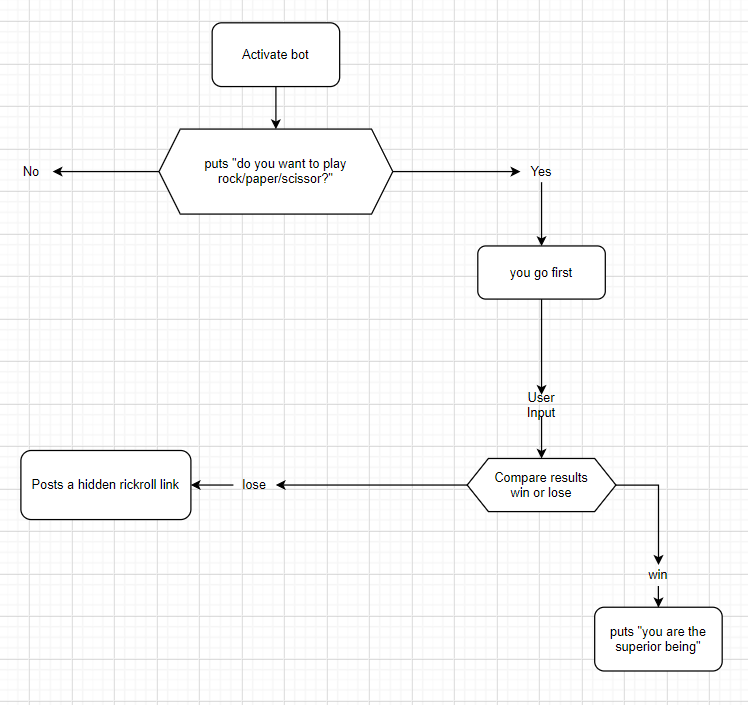 Activate bot
puts "do you want to play
rock/paper/scissor?"
No
Yes
you go first
User
Input
Compare results
win or lose
lose
Posts a hidden rickroll link
win
puts "you are the
superior being"